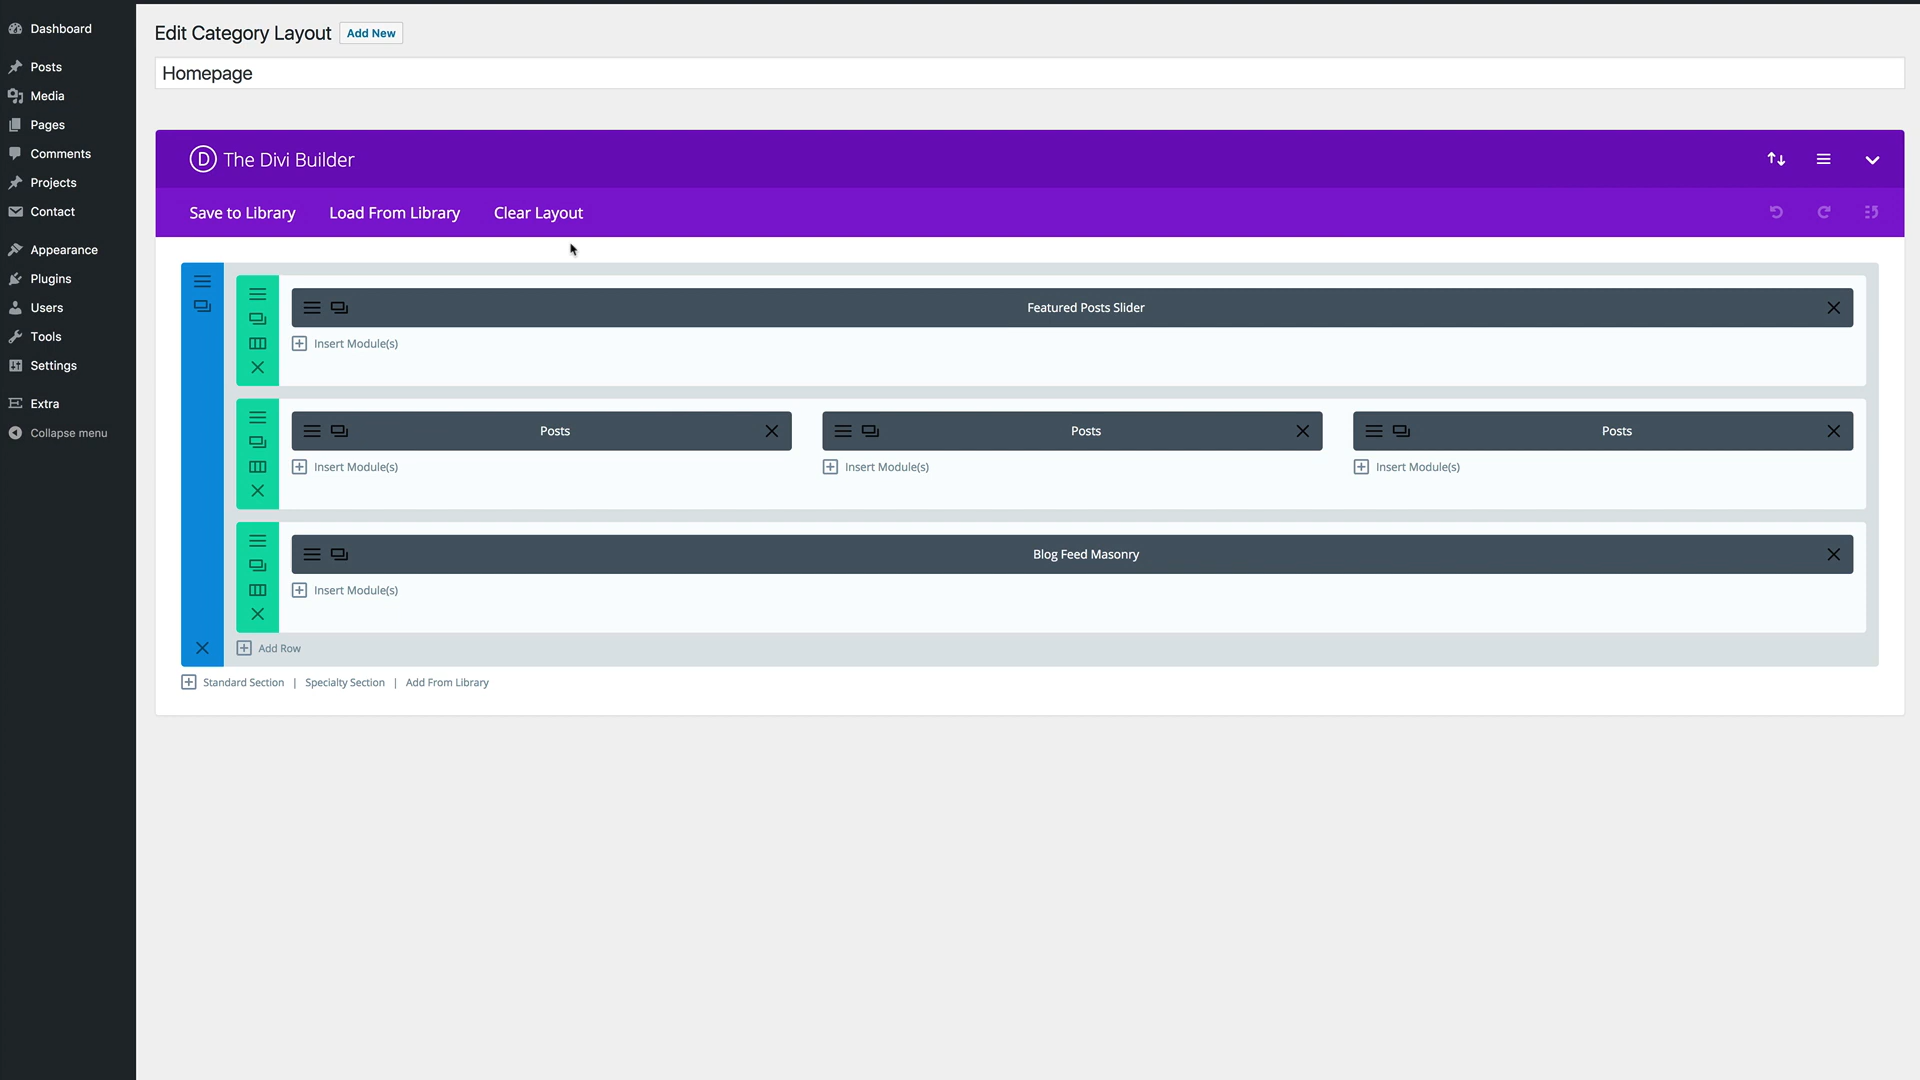 Dashboard
Posts
Media
Pages
Comments
Projects
Contact
Appearance
Plugins
Users
Tools
Settings
Extra
Collapse menu
Edit Category Layout Add New
Homepage
D The Divi Builder
Save to Library Load From Library Clear Layout
Featured Posts Slider
Insert Module(s)
Posts Posts Posts
Insert Module(s) Insert Module(s) Insert Module(s)
Blog Feed Masonry
Insert Module(s)
Add Row
Standard Section | Specialty Section | Add From Library